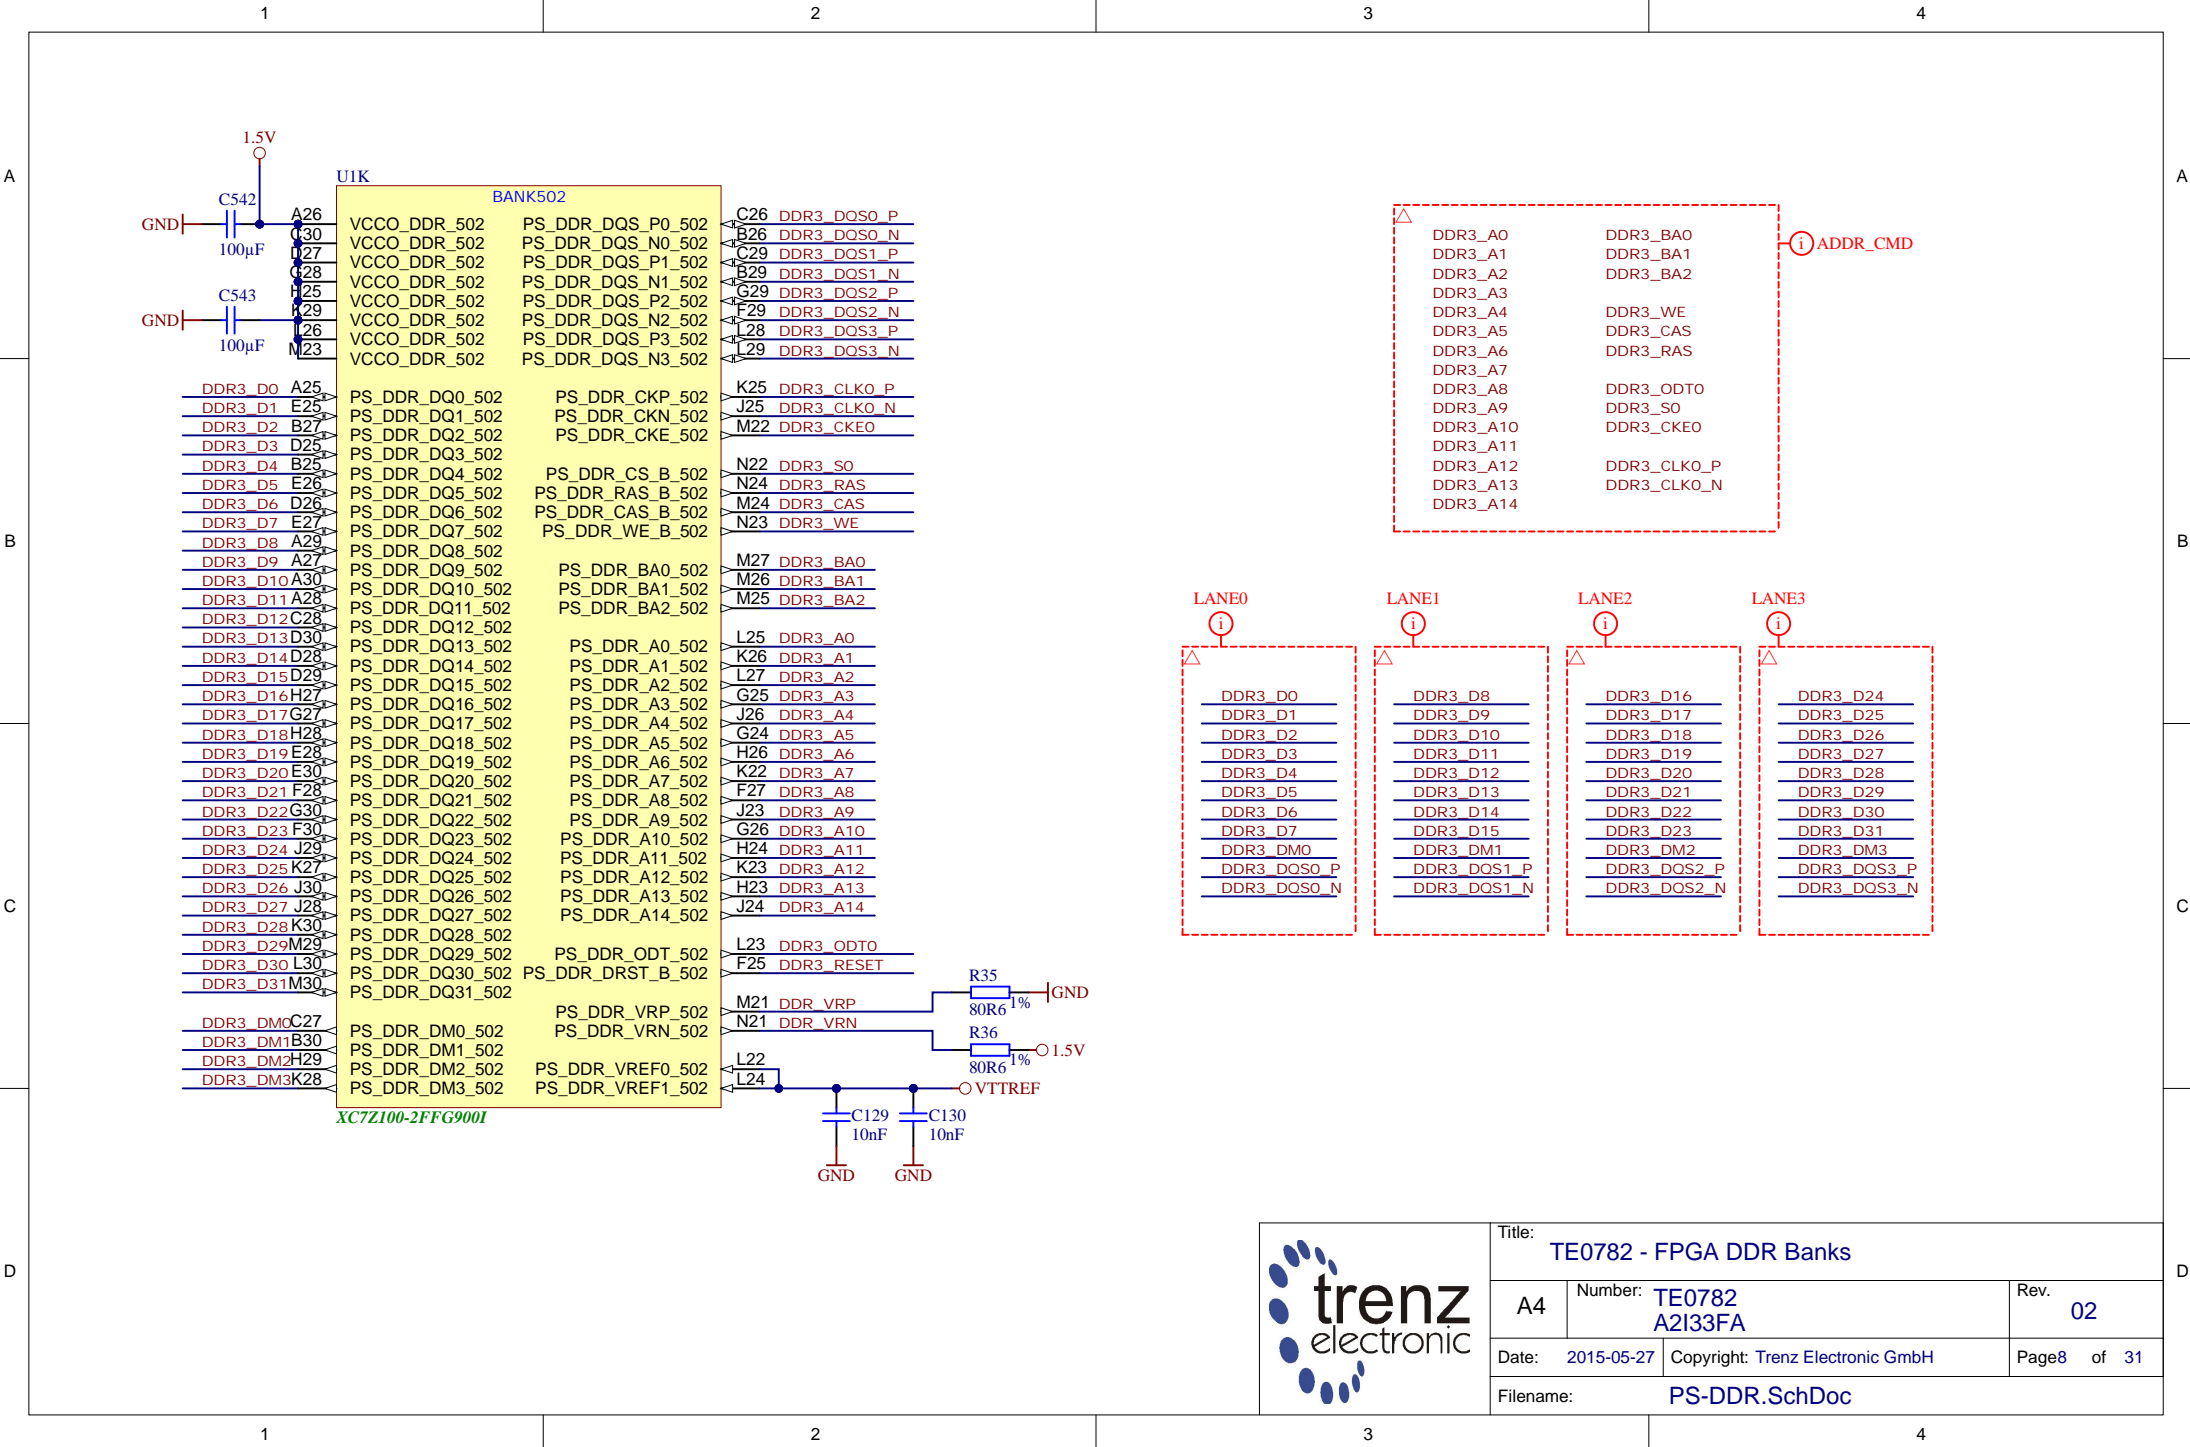 1 2 3 4
A A
B B
C C
D D
1.5V
U1K
BANK502
C542
GND
100µF
C543
GND
100µF
A26 VCCO_DDR_502
C30 VCCO_DDR_502
D27 VCCO_DDR_502
G28 VCCO_DDR_502
H25 VCCO_DDR_502
K29 VCCO_DDR_502
L26 VCCO_DDR_502
M23 VCCO_DDR_502
DDR3_D0 A25 PS_DDR_DQ0_502
DDR3_D1 E25 PS_DDR_DQ1_502
DDR3_D2 B27 PS_DDR_DQ2_502
DDR3_D3 D25 PS_DDR_DQ3_502
DDR3_D4 B25 PS_DDR_DQ4_502
DDR3_D5 E26 PS_DDR_DQ5_502
DDR3_D6 D26 PS_DDR_DQ6_502
DDR3_D7 E27 PS_DDR_DQ7_502
DDR3_D8 A29 PS_DDR_DQ8_502
DDR3_D9 A27 PS_DDR_DQ9_502
DDR3_D10 A30 PS_DDR_DQ10_502
DDR3_D11 A28 PS_DDR_DQ11_502
DDR3_D12 C28 PS_DDR_DQ12_502
DDR3_D13 D30 PS_DDR_DQ13_502
DDR3_D14 D28 PS_DDR_DQ14_502
DDR3_D15 D29 PS_DDR_DQ15_502
DDR3_D16 H27 PS_DDR_DQ16_502
DDR3_D17 G27 PS_DDR_DQ17_502
DDR3_D18 H28 PS_DDR_DQ18_502
DDR3_D19 E28 PS_DDR_DQ19_502
DDR3_D20 E30 PS_DDR_DQ20_502
DDR3_D21 F28 PS_DDR_DQ21_502
DDR3_D22 G30 PS_DDR_DQ22_502
DDR3_D23 F30 PS_DDR_DQ23_502
DDR3_D24 J29 PS_DDR_DQ24_502
DDR3_D25 K27 PS_DDR_DQ25_502
DDR3_D26 J30 PS_DDR_DQ26_502
DDR3_D27 J28 PS_DDR_DQ27_502
DDR3_D28 K30 PS_DDR_DQ28_502
DDR3_D29 M29 PS_DDR_DQ29_502
DDR3_D30 L30 PS_DDR_DQ30_502
DDR3_D31 M30 PS_DDR_DQ31_502
DDR3_DM0 C27 PS_DDR_DM0_502
DDR3_DM1 B30 PS_DDR_DM1_502
DDR3_DM2 H29 PS_DDR_DM2_502
DDR3_DM3 K28 PS_DDR_DM3_502
XC7Z100-2FFG900I
PS_DDR_DQS_P0_502 C26 DDR3_DQS0_P
PS_DDR_DQS_N0_502 B26 DDR3_DQS0_N
PS_DDR_DQS_P1_502 C29 DDR3_DQS1_P
PS_DDR_DQS_N1_502 B29 DDR3_DQS1_N
PS_DDR_DQS_P2_502 G29 DDR3_DQS2_P
PS_DDR_DQS_N2_502 F29 DDR3_DQS2_N
PS_DDR_DQS_P3_502 L28 DDR3_DQS3_P
PS_DDR_DQS_N3_502 L29 DDR3_DQS3_N
PS_DDR_CKP_502 K25 DDR3_CLK0_P
PS_DDR_CKN_502 J25 DDR3_CLK0_N
PS_DDR_CKE_502 M22 DDR3_CKE0
PS_DDR_CS_B_502 N22 DDR3_S0
PS_DDR_RAS_B_502 N24 DDR3_RAS
PS_DDR_CAS_B_502 M24 DDR3_CAS
PS_DDR_WE_B_502 N23 DDR3_WE
PS_DDR_BA0_502 M27 DDR3_BA0
PS_DDR_BA1_502 M26 DDR3_BA1
PS_DDR_BA2_502 M25 DDR3_BA2
PS_DDR_A0_502 L25 DDR3_A0
PS_DDR_A1_502 K26 DDR3_A1
PS_DDR_A2_502 L27 DDR3_A2
PS_DDR_A3_502 G25 DDR3_A3
PS_DDR_A4_502 J26 DDR3_A4
PS_DDR_A5_502 G24 DDR3_A5
PS_DDR_A6_502 H26 DDR3_A6
PS_DDR_A7_502 K22 DDR3_A7
PS_DDR_A8_502 F27 DDR3_A8
PS_DDR_A9_502 J23 DDR3_A9
PS_DDR_A10_502 G26 DDR3_A10
PS_DDR_A11_502 H24 DDR3_A11
PS_DDR_A12_502 K23 DDR3_A12
PS_DDR_A13_502 H23 DDR3_A13
PS_DDR_A14_502 J24 DDR3_A14
PS_DDR_ODT_502 L23 DDR3_ODT0
PS_DDR_DRST_B_502 F25 DDR3_RESET
PS_DDR_VRP_502 M21 DDR_VRP
PS_DDR_VRN_502 N21 DDR_VRN
PS_DDR_VREF0_502 L22
PS_DDR_VREF1_502 L24
R35
80R6 1% GND
R36
80R6 1% 1.5V
VTTREF
C129 C130
10nF 10nF
GND GND
ADDR_CMD
DDR3_A0 DDR3_BA0
DDR3_A1 DDR3_BA1
DDR3_A2 DDR3_BA2
DDR3_A3
DDR3_A4 DDR3_WE
DDR3_A5 DDR3_CAS
DDR3_A6 DDR3_RAS
DDR3_A7
DDR3_A8 DDR3_ODT0
DDR3_A9 DDR3_S0
DDR3_A10 DDR3_CKE0
DDR3_A11
DDR3_A12 DDR3_CLK0_P
DDR3_A13 DDR3_CLK0_N
DDR3_A14
LANE0 LANE1 LANE2 LANE3
DDR3_D0 DDR3_D8 DDR3_D16 DDR3_D24
DDR3_D1 DDR3_D9 DDR3_D17 DDR3_D25
DDR3_D2 DDR3_D10 DDR3_D18 DDR3_D26
DDR3_D3 DDR3_D11 DDR3_D19 DDR3_D27
DDR3_D4 DDR3_D12 DDR3_D20 DDR3_D28
DDR3_D5 DDR3_D13 DDR3_D21 DDR3_D29
DDR3_D6 DDR3_D14 DDR3_D22 DDR3_D30
DDR3_D7 DDR3_D15 DDR3_D23 DDR3_D31
DDR3_DM0 DDR3_DM1 DDR3_DM2 DDR3_DM3
DDR3_DQS0_P DDR3_DQS1_P DDR3_DQS2_P DDR3_DQS3_P
DDR3_DQS0_N DDR3_DQS1_N DDR3_DQS2_N DDR3_DQS3_N
trenz
electronic
Title:
TE0782 - FPGA DDR Banks
A4 Number: TE0782
A2I33FA
Rev.
02
Date: 2015-05-27 Copyright: Trenz Electronic GmbH Page8 of 31
Filename: PS-DDR.SchDoc
1 2 3 4